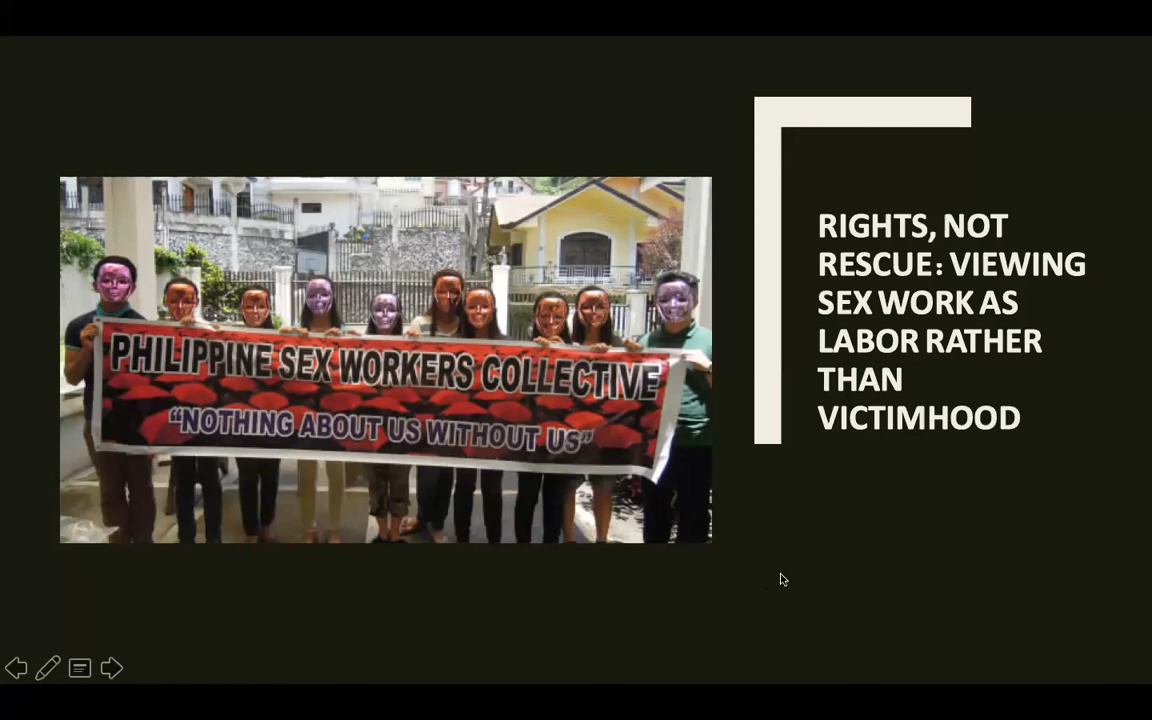 PHILIPPINE SEX WORKERS COLLECTIVE
“NOTHING ABOUT US WITHOUT US”
RIGHTS, NOT
RESCUE: VIEWING
SEX WORK AS
LABOR RATHER
THAN
VICTIMHOOD